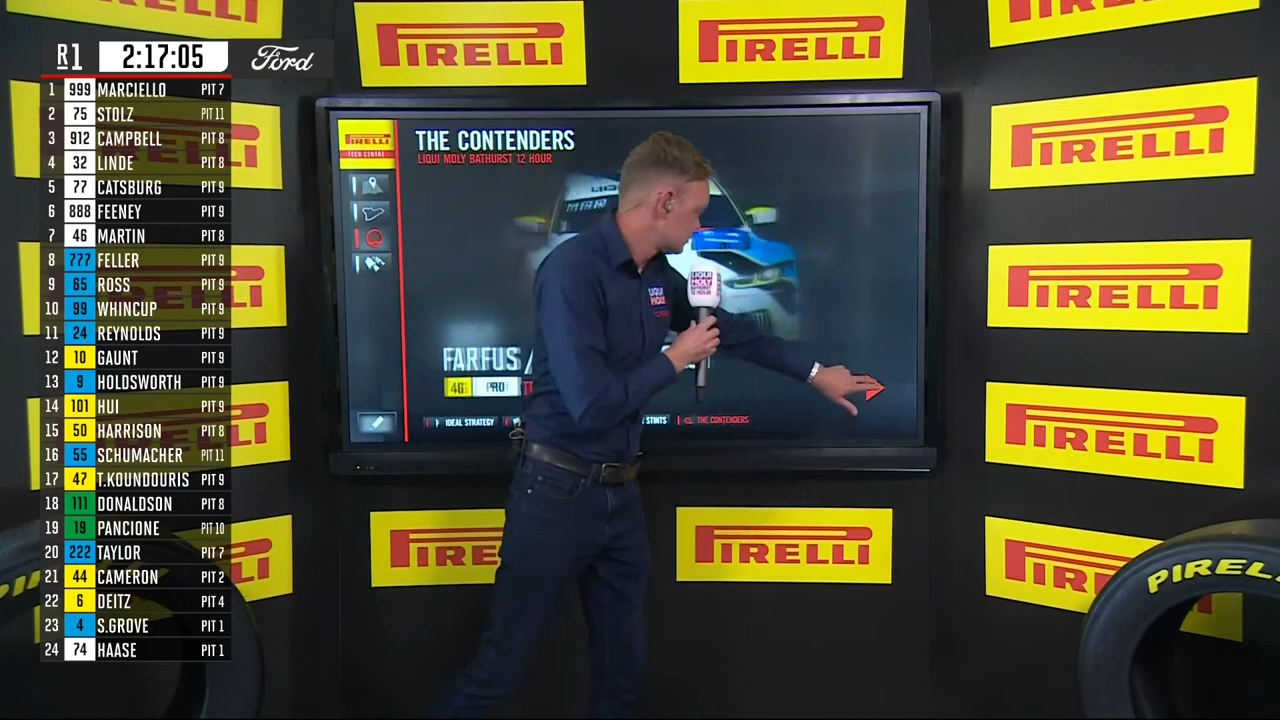 R1 2:17:05 Ford
1 999 MARCIELLO PIT 7
2 75 STOLZ PIT 11
3 912 CAMPBELL PIT 8
4 32 LINDE PIT 8
5 77 CATSBURG PIT 9
6 888 FEENEY PIT 9
7 46 MARTIN PIT 8
8 777 FELLER PIT 9
9 65 ROSS PIT 9
10 99 WHINCUP PIT 9
11 24 REYNOLDS PIT 9
12 10 GAUNT PIT 9
13 9 HOLDSWORTH PIT 9
14 101 HUI PIT 9
15 50 HARRISON PIT 8
16 55 SCHUMACHER PIT 11
17 47 T.KOUNDOURIS PIT 9
18 111 DONALDSON PIT 8
19 19 PANCIONE PIT 10
20 222 TAYLOR PIT 7
21 44 CAMERON PIT 2
22 6 DEITZ PIT 4
23 4 S.GROVE PIT 1
24 74 HAASE PIT 1
PIRELLI
PIRELLI
PIRELLI
TECH CENTRE
THE CONTENDERS
LIQUI MOLY BATHURST 12 HOUR
FARFUS /
46 PRO
IDEAL STRATEGY
STINTS
THE CONTENDERS
LIQUI MOLY
BATHURST
12 HOUR
LIQUI
MOLY
PIRELLI
PIRELLI
PIRELLI
PIRELLI
PIRELLI
PIRELLI